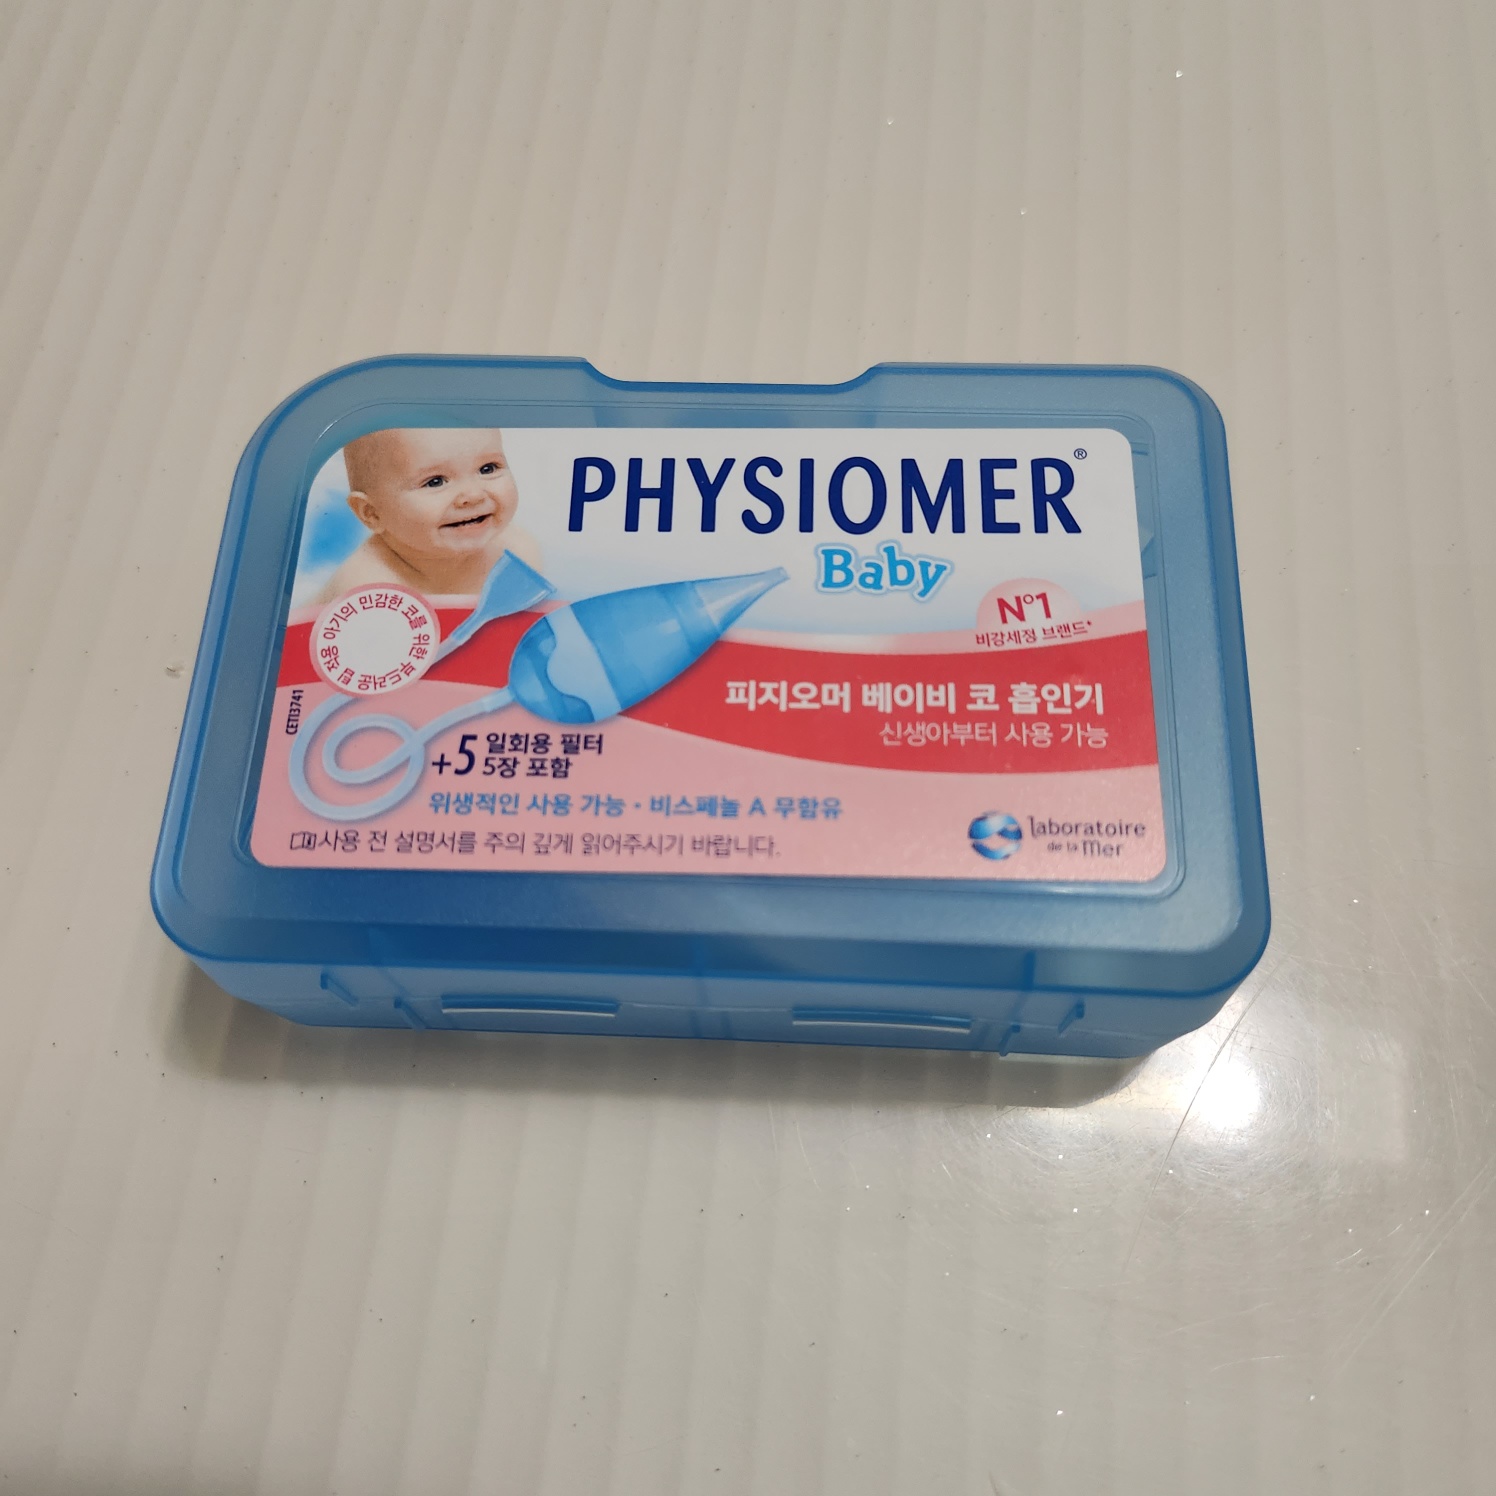 PHYSIOMER®
Baby
N°1
비강세정 브랜드*
아기의 민감한 코를 위한 부드러운 팁 적용
피지오머 베이비 코 흡인기
신생아부터 사용 가능
CETI3741
+5 일회용 필터
5장 포함
위생적인 사용 가능 • 비스페놀 A 무함유
사용 전 설명서를 주의 깊게 읽어주시기 바랍니다.
laboratoire
de la mer